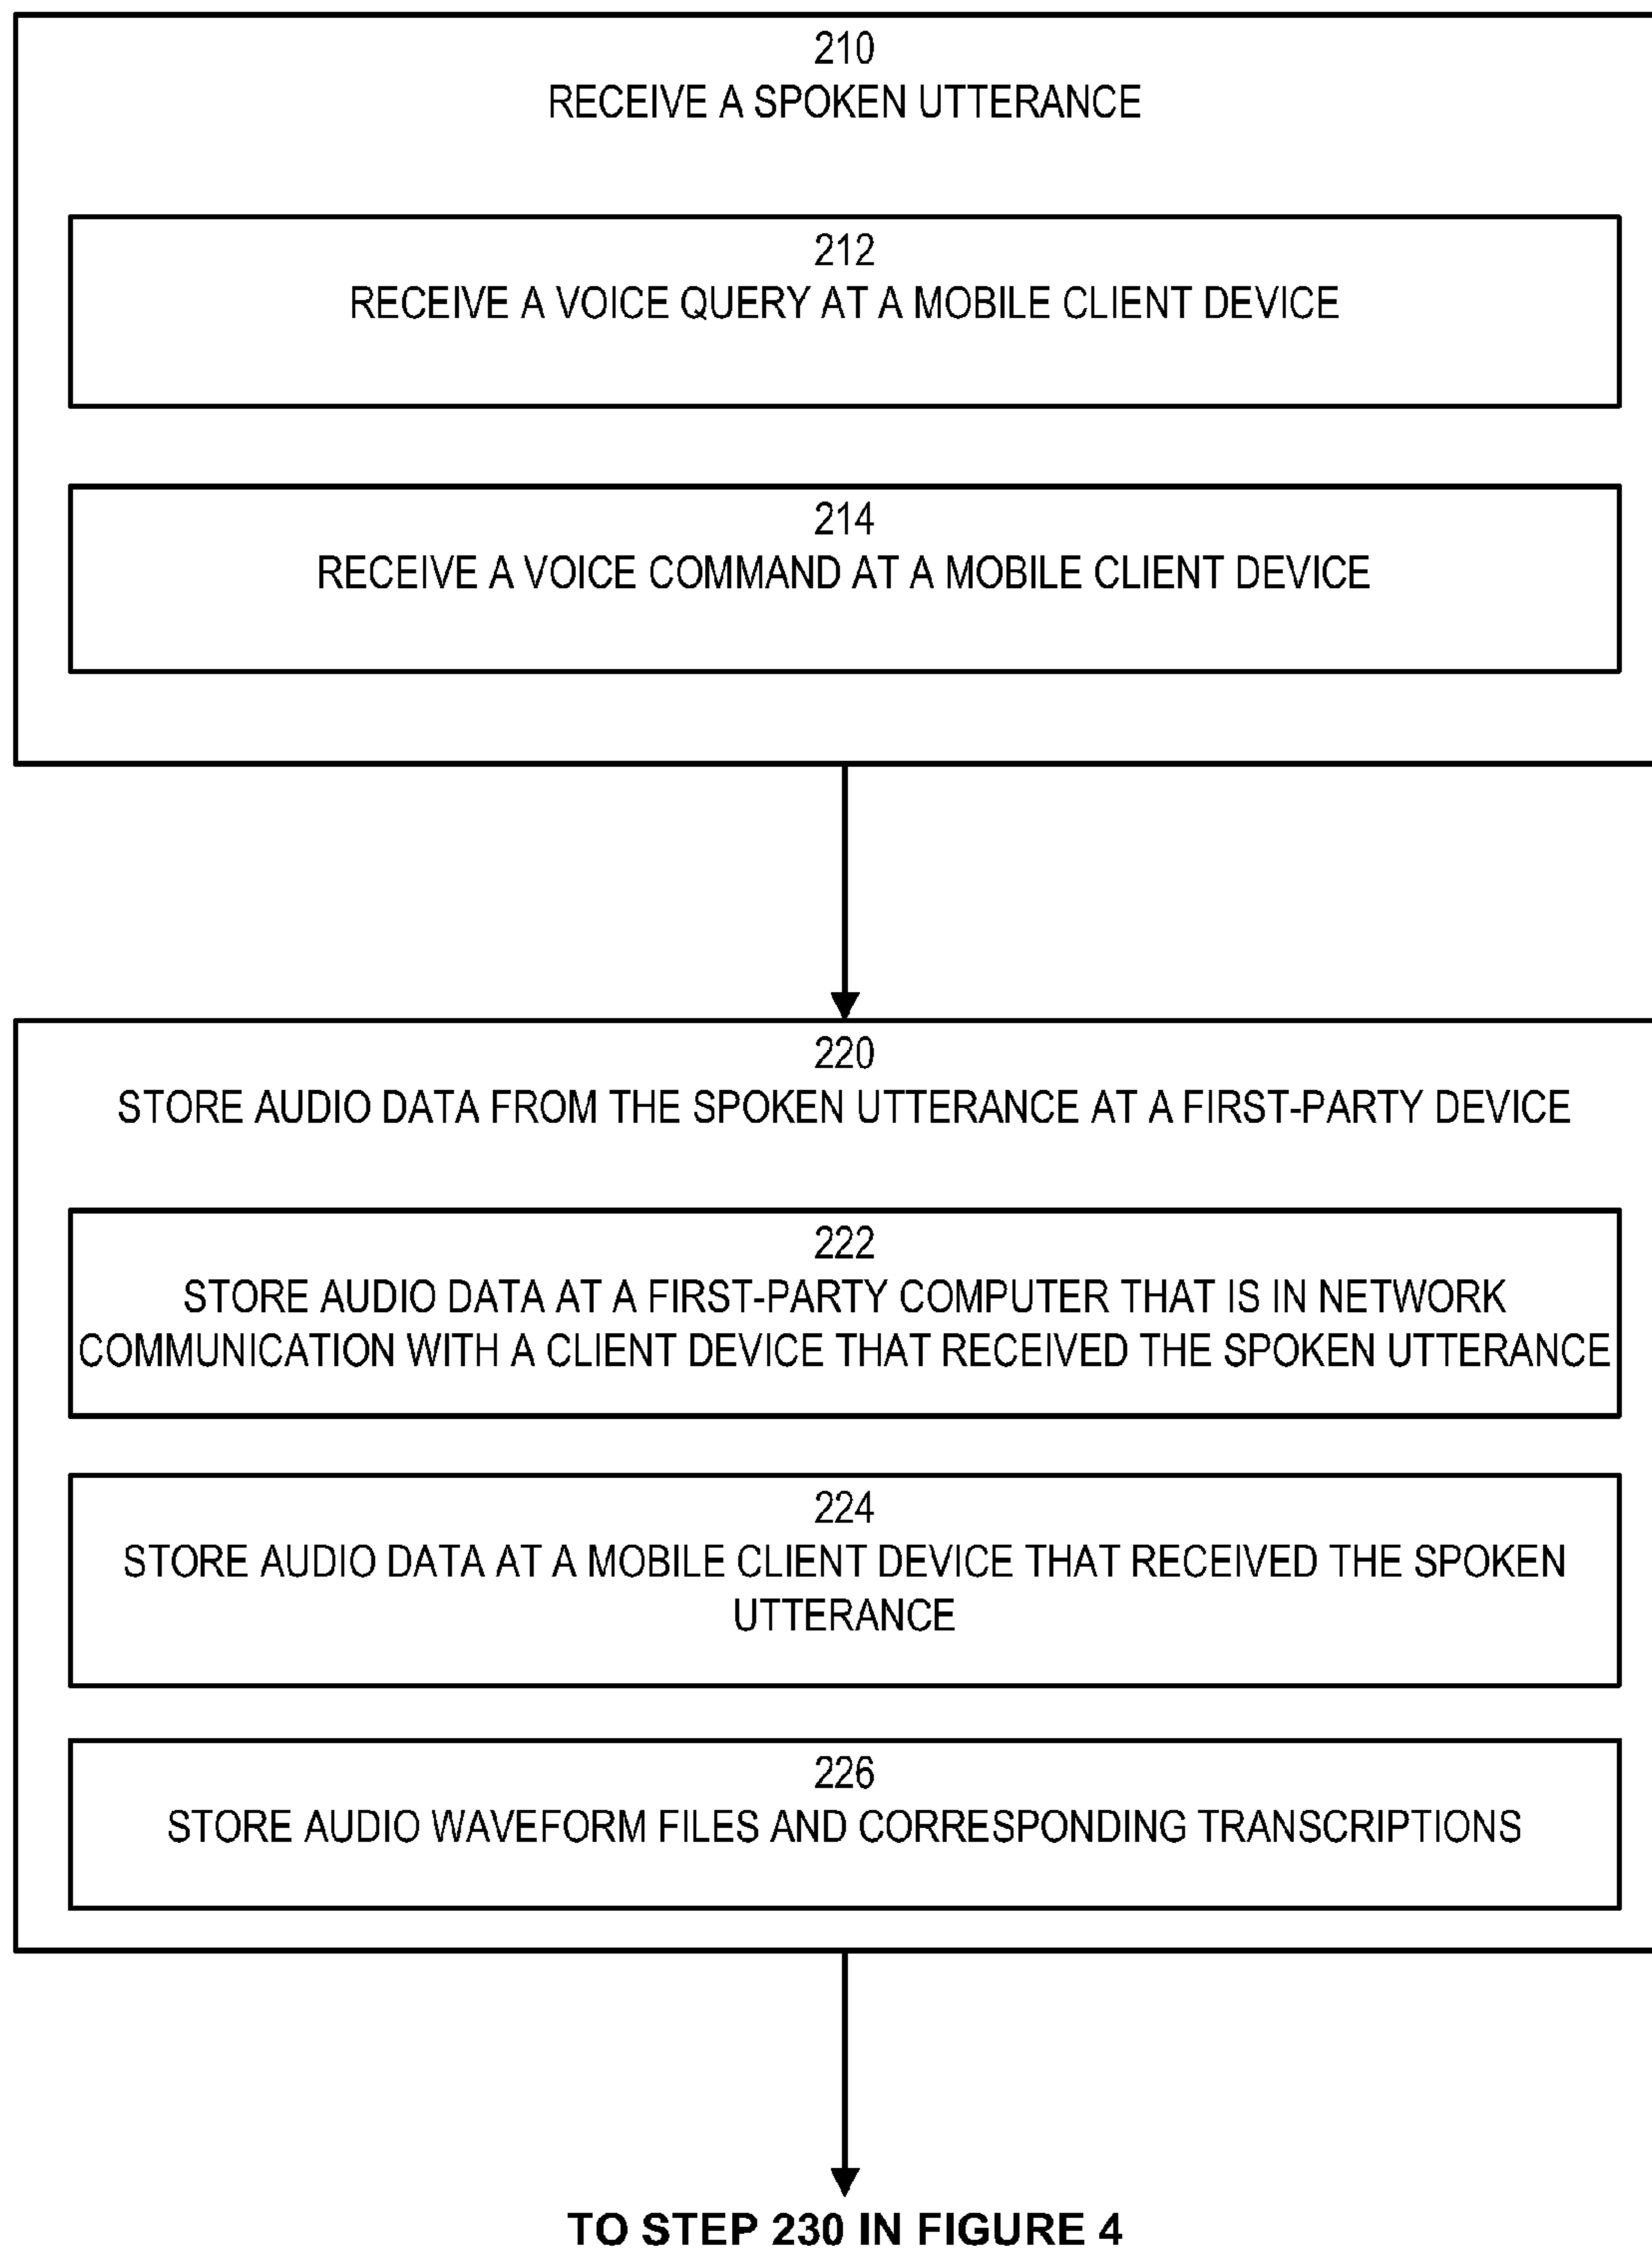 210
RECEIVE A SPOKEN UTTERANCE
212
RECEIVE A VOICE QUERY AT A MOBILE CLIENT DEVICE
214
RECEIVE A VOICE COMMAND AT A MOBILE CLIENT DEVICE
220
STORE AUDIO DATA FROM THE SPOKEN UTTERANCE AT A FIRST-PARTY DEVICE
222
STORE AUDIO DATA AT A FIRST-PARTY COMPUTER THAT IS IN NETWORK
COMMUNICATION WITH A CLIENT DEVICE THAT RECEIVED THE SPOKEN UTTERANCE
224
STORE AUDIO DATA AT A MOBILE CLIENT DEVICE THAT RECEIVED THE SPOKEN
UTTERANCE
226
STORE AUDIO WAVEFORM FILES AND CORRESPONDING TRANSCRIPTIONS
TO STEP 230 IN FIGURE 4